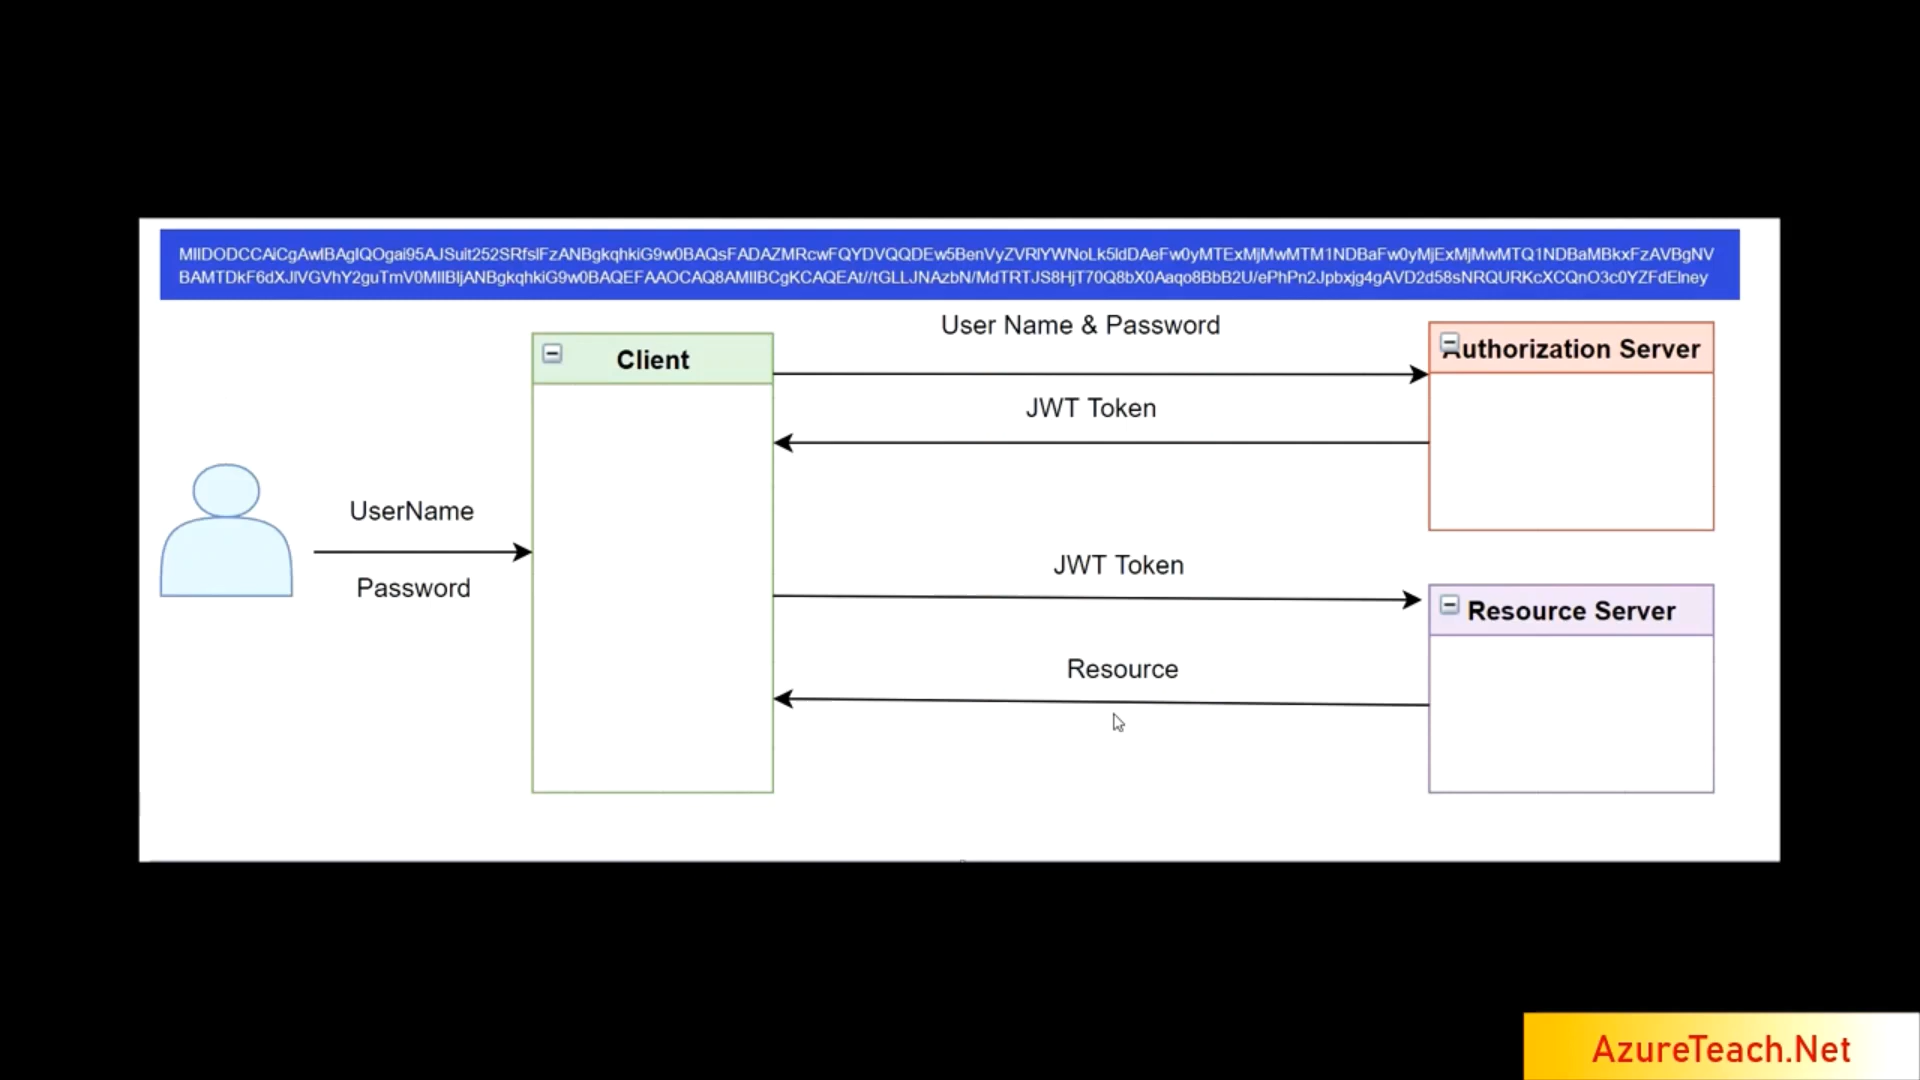 MIIDODCCAiCgAwIBAgIQOgai95AJSuit252SRfsIFzANBgkqhkiG9w0BAQsFADAZMRcwFQYDVQQDEw5BenVyZVRlYWNoLk5ldDAeFw0yMTExMjMwMTM1NDBaFw0yMjExMjMwMTQ1NDBaMBkxFzAVBgNV
BAMTDkF6dXJlVGVhY2guTmV0MIIBIjANBgkqhkiG9w0BAQEFAAOCAQ8AMIIBCgKCAQEAt//tGLLJNAzbN/MdTRTJS8HjT70Q8bX0Aaqo8BbB2U/ePhPn2Jpbxjg4gAVD2d58sNRQURKcXCQnO3c0YZFdEIney
User Name & Password
Client
Authorization Server
JWT Token
UserName
Password
JWT Token
Resource Server
Resource
AzureTeach.Net